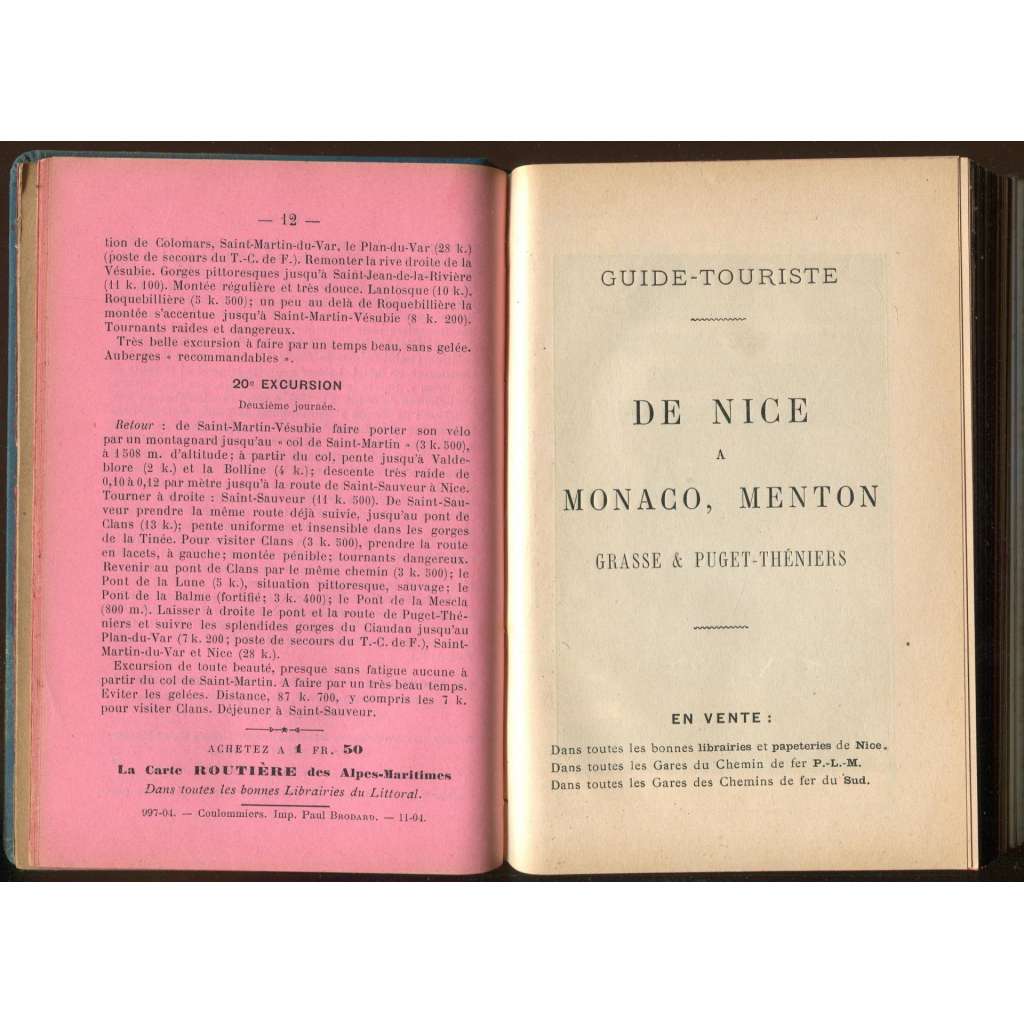 — 12 —
tion de Colomars, Saint-Martin-du-Var, le Plan-du-Var (28 k.)
(poste de secours du T.-C. de F.). Remonter la rive droite de la
Vésubie. Gorges pittoresques jusqu'à Saint-Jean-de-la-Rivière
(11 k. 100). Montée régulière et très douce. Lantosque (10 k.),
Roquebillière (5 k. 500); un peu au delà de Roquebillière la
montée s'accentue jusqu'à Saint-Martin-Vésubie (8 k. 200).
Tournants raides et dangereux.
Très belle excursion à faire par un temps beau, sans gelée.
Auberges « recommandables ».
20e EXCURSION
Deuxième journée.
Retour : de Saint-Martin-Vésubie faire porter son vélo
par un montagnard jusqu'au « col de Saint-Martin » (3 k. 500),
à 1 508 m. d'altitude; à partir du col, pente jusqu'à Valde-
blore (2 k.) et la Bolline (4 k.); descente très raide de
0,10 à 0,12 par mètre jusqu'à la route de Saint-Sauveur à Nice.
Tourner à droite : Saint-Sauveur (11 k. 500). De Saint-Sau-
veur prendre la même route déjà suivie, jusqu'au pont de
Clans (13 k.); pente uniforme et insensible dans les gorges
de la Tinée. Pour visiter Clans (3 k. 500), prendre la route
en lacets, à gauche; montée pénible; tournants dangereux.
Revenir au pont de Clans par le même chemin (3 k. 500); le
Pont de la Lune (5 k.), situation pittoresque, sauvage; le
Pont de la Balme (fortifié; 3 k. 400); le Pont de la Mescla
(800 m.). Laisser à droite le pont et la route de Puget-Thé-
niers et suivre les splendides gorges du Ciaudan jusqu'au
Plan-du-Var (7 k. 200; poste de secours du T.-C. de F.), Saint-
Martin-du-Var et Nice (28 k.).
Excursion de toute beauté, presque sans fatigue aucune à
partir du col de Saint-Martin. A faire par un très beau temps.
Eviter les gelées. Distance, 87 k. 700, y compris les 7 k.
pour visiter Clans. Déjeuner à Saint-Sauveur.
ACHETEZ A 1 FR. 50
La Carte ROUTIÈRE des Alpes-Maritimes
Dans toutes les bonnes Librairies du Littoral.
997-04. — Coulommiers. Imp. Paul BRODARD. — 11-04.
GUIDE-TOURISTE
DE NICE
A
MONACO, MENTON
GRASSE & PUGET-THÉNIERS
EN VENTE :
Dans toutes les bonnes librairies et papeteries de Nice.
Dans toutes les Gares du Chemin de fer P.-L.-M.
Dans toutes les Gares des Chemins de fer du Sud.